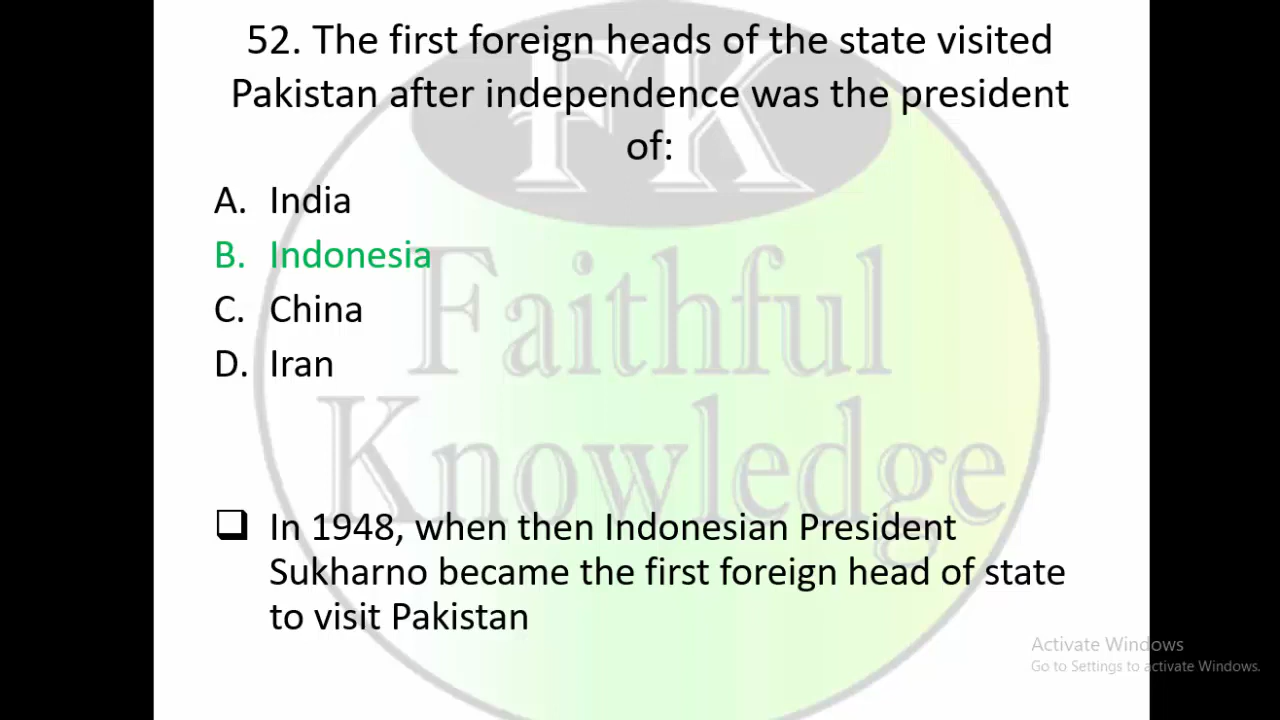 52. The first foreign heads of the state visited
Pakistan after independence was the president
of:
A. India
B. Indonesia
C. China
D. Iran
❑ In 1948, when then Indonesian President
Sukharno became the first foreign head of state
to visit Pakistan
FK
Faithful
Knowledge
Activate Windows
Go to Settings to activate Windows.